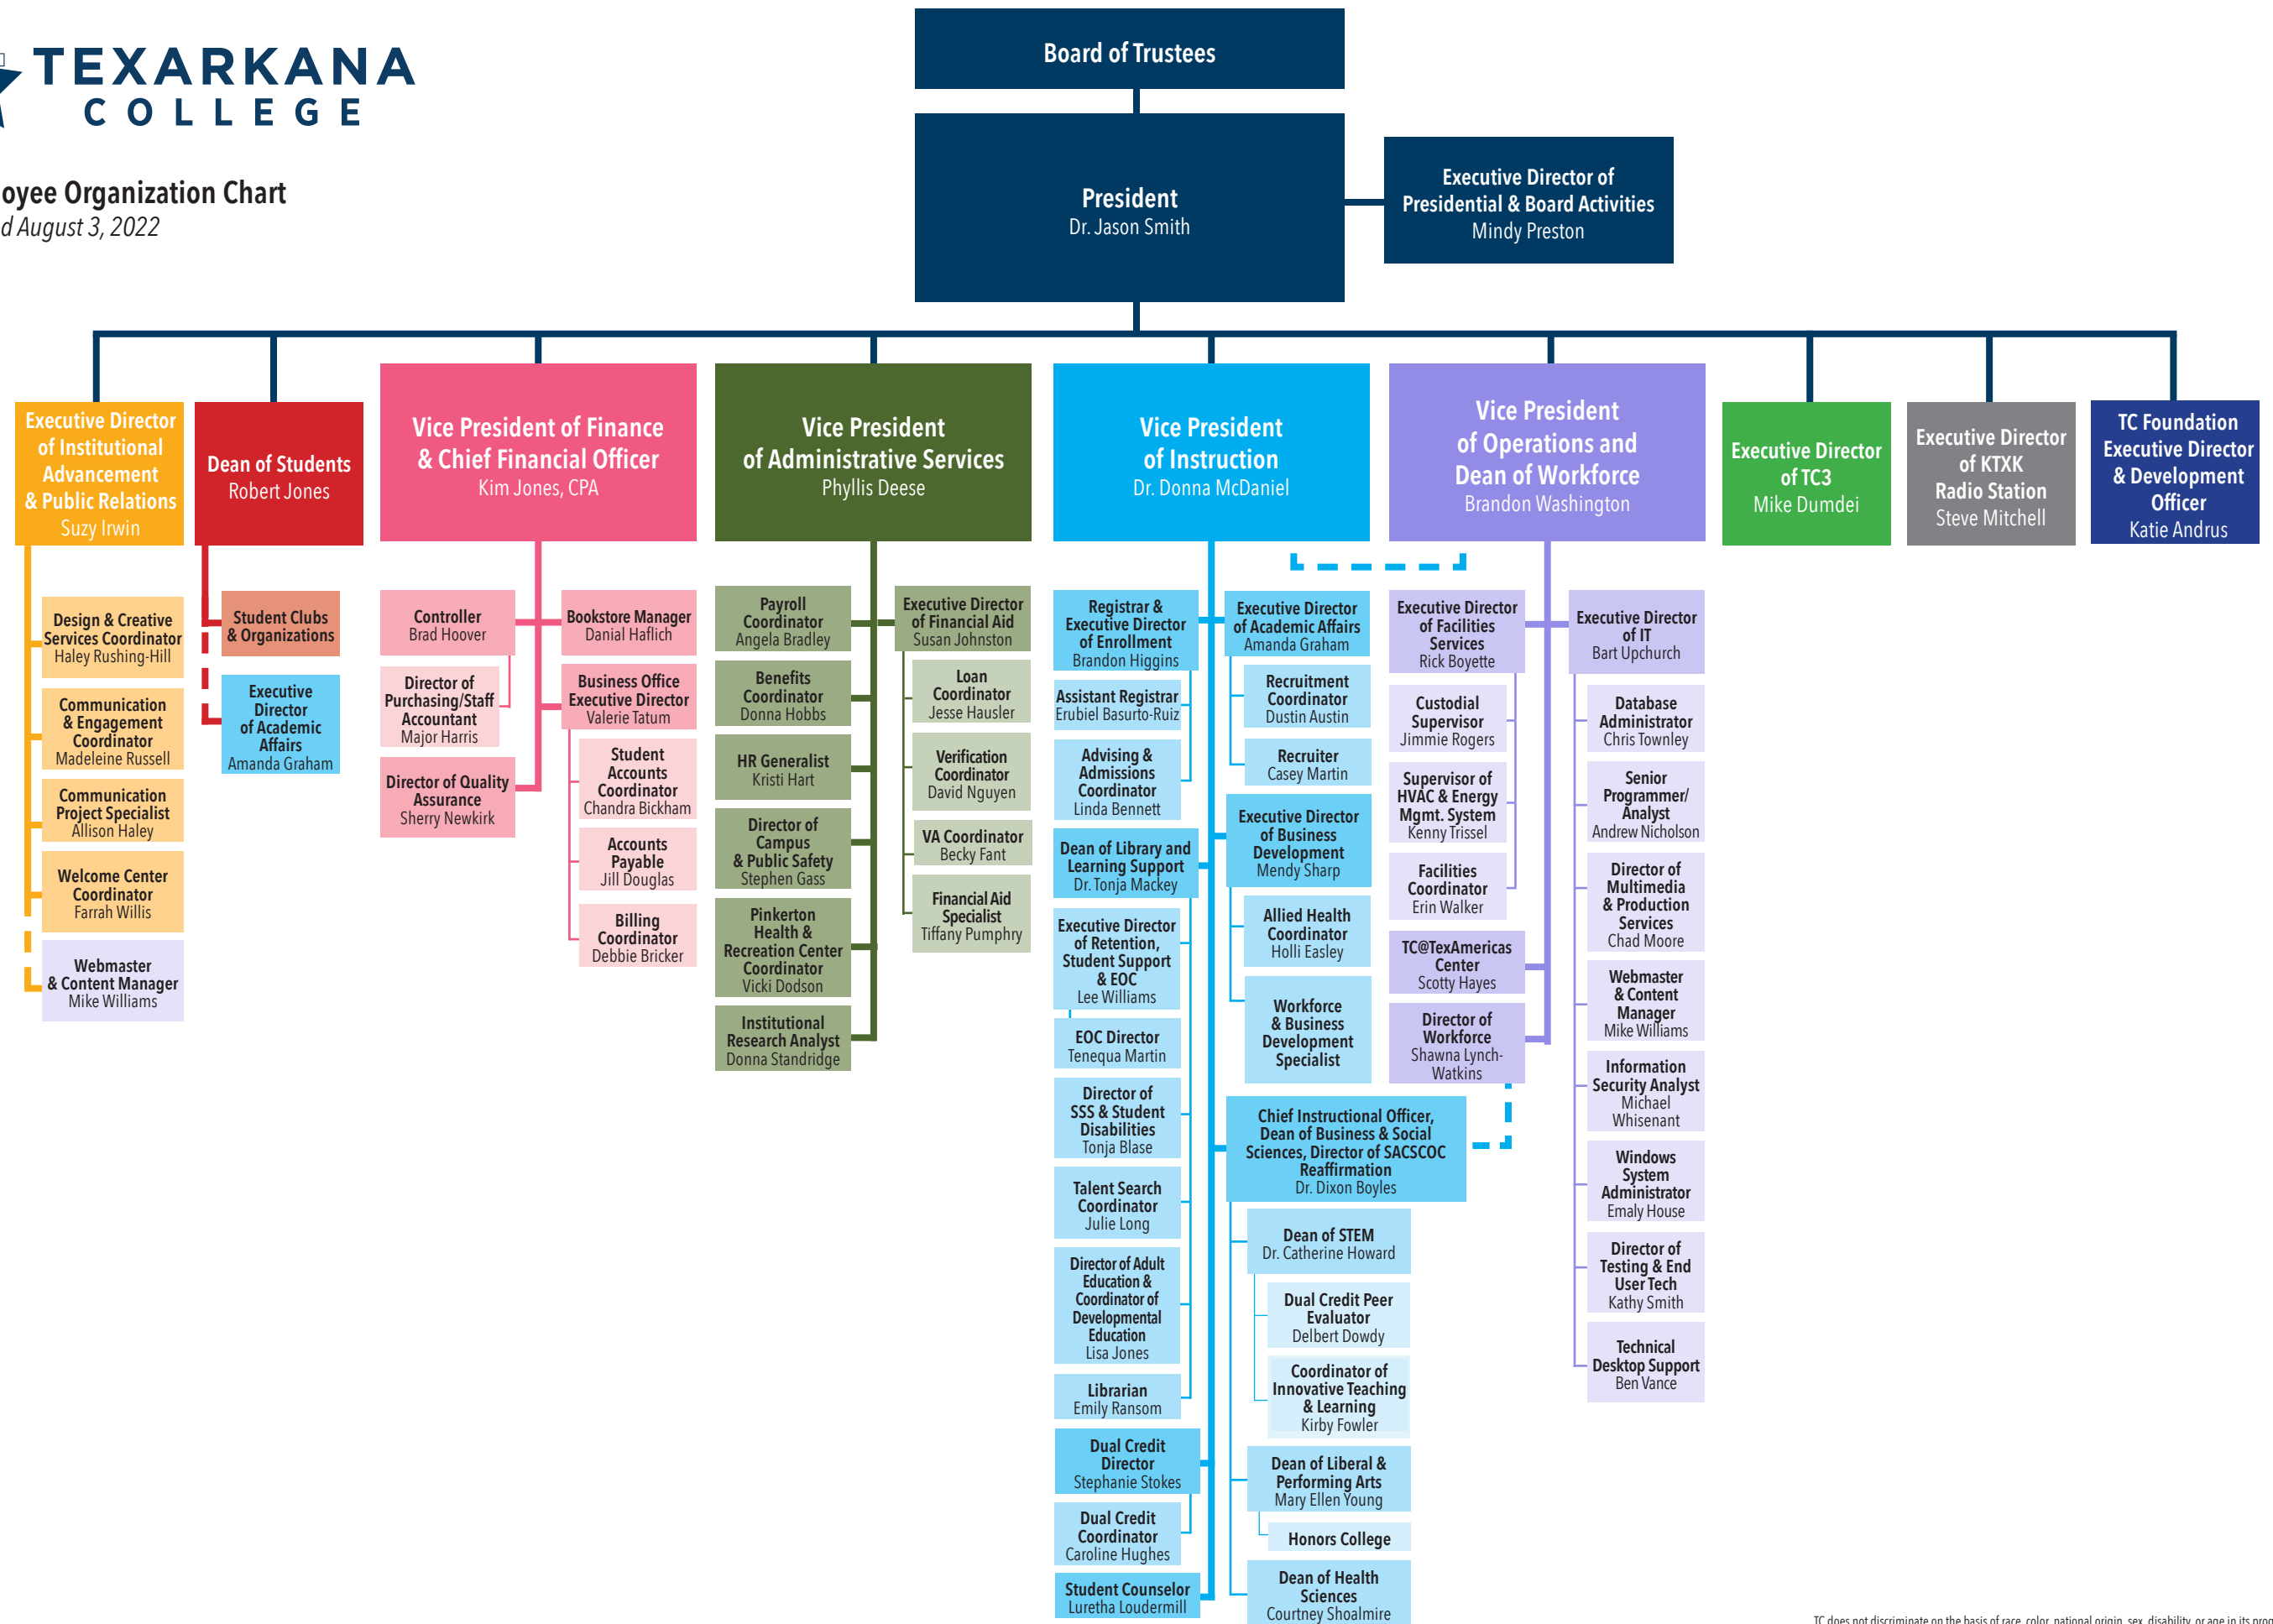 TEXARKANA
COLLEGE
oyee Organization Chart
d August 3, 2022
Board of Trustees
President
Dr. Jason Smith
Executive Director of
Presidential & Board Activities
Mindy Preston
Executive Director
of Institutional
Advancement
& Public Relations
Suzy Irwin
Design & Creative
Services Coordinator
Haley Rushing-Hill
Communication
& Engagement
Coordinator
Madeleine Russell
Communication
Project Specialist
Allison Haley
Welcome Center
Coordinator
Farrah Willis
Webmaster
& Content Manager
Mike Williams
Dean of Students
Robert Jones
Student Clubs
& Organizations
Executive
Director
of Academic
Affairs
Amanda Graham
Vice President of Finance
& Chief Financial Officer
Kim Jones, CPA
Controller
Brad Hoover
Director of
Purchasing/Staff
Accountant
Major Harris
Director of Quality
Assurance
Sherry Newkirk
Bookstore Manager
Danial Haflich
Business Office
Executive Director
Valerie Tatum
Student
Accounts
Coordinator
Chandra Bickham
Accounts
Payable
Jill Douglas
Billing
Coordinator
Debbie Bricker
Vice President
of Administrative Services
Phyllis Deese
Payroll
Coordinator
Angela Bradley
Benefits
Coordinator
Donna Hobbs
HR Generalist
Kristi Hart
Director of
Campus
& Public Safety
Stephen Gass
Pinkerton
Health &
Recreation Center
Coordinator
Vicki Dodson
Institutional
Research Analyst
Donna Standridge
Executive Director
of Financial Aid
Susan Johnston
Loan
Coordinator
Jesse Hausler
Verification
Coordinator
David Nguyen
VA Coordinator
Becky Fant
Financial Aid
Specialist
Tiffany Pumphry
Vice President
of Instruction
Dr. Donna McDaniel
Registrar &
Executive Director
of Enrollment
Brandon Higgins
Assistant Registrar
Erubiel Basurto-Ruiz
Advising &
Admissions
Coordinator
Linda Bennett
Dean of Library and
Learning Support
Dr. Tonja Mackey
Executive Director
of Retention,
Student Support
& EOC
Lee Williams
EOC Director
Tenequa Martin
Director of
SSS & Student
Disabilities
Tonja Blase
Talent Search
Coordinator
Julie Long
Director of Adult
Education &
Coordinator of
Developmental
Education
Lisa Jones
Librarian
Emily Ransom
Dual Credit
Director
Stephanie Stokes
Dual Credit
Coordinator
Caroline Hughes
Student Counselor
Luretha Loudermill
Executive Director
of Academic Affairs
Amanda Graham
Recruitment
Coordinator
Dustin Austin
Recruiter
Casey Martin
Executive Director
of Business
Development
Mendy Sharp
Allied Health
Coordinator
Holli Easley
Workforce
& Business
Development
Specialist
Chief Instructional Officer,
Dean of Business & Social
Sciences, Director of SACSCOC
Reaffirmation
Dr. Dixon Boyles
Dean of STEM
Dr. Catherine Howard
Dual Credit Peer
Evaluator
Delbert Dowdy
Coordinator of
Innovative Teaching
& Learning
Kirby Fowler
Dean of Liberal &
Performing Arts
Mary Ellen Young
Honors College
Dean of Health
Sciences
Courtney Shoalmire
Vice President
of Operations and
Dean of Workforce
Brandon Washington
Executive Director
of Facilities
Services
Rick Boyette
Custodial
Supervisor
Jimmie Rogers
Supervisor of
HVAC & Energy
Mgmt. System
Kenny Trissel
Facilities
Coordinator
Erin Walker
TC@TexAmericas
Center
Scotty Hayes
Director of
Workforce
Shawna Lynch-
Watkins
Executive Director
of IT
Bart Upchurch
Database
Administrator
Chris Townley
Senior
Programmer/
Analyst
Andrew Nicholson
Director of
Multimedia
& Production
Services
Chad Moore
Webmaster
& Content
Manager
Mike Williams
Information
Security Analyst
Michael
Whisenant
Windows
System
Administrator
Emaly House
Director of
Testing & End
User Tech
Kathy Smith
Technical
Desktop Support
Ben Vance
Executive Director
of TC3
Mike Dumdei
Executive Director
of KTXK
Radio Station
Steve Mitchell
TC Foundation
Executive Director
& Development
Officer
Katie Andrus
TC does not discriminate on the basis of race, color, national origin, sex, disability, or age in its